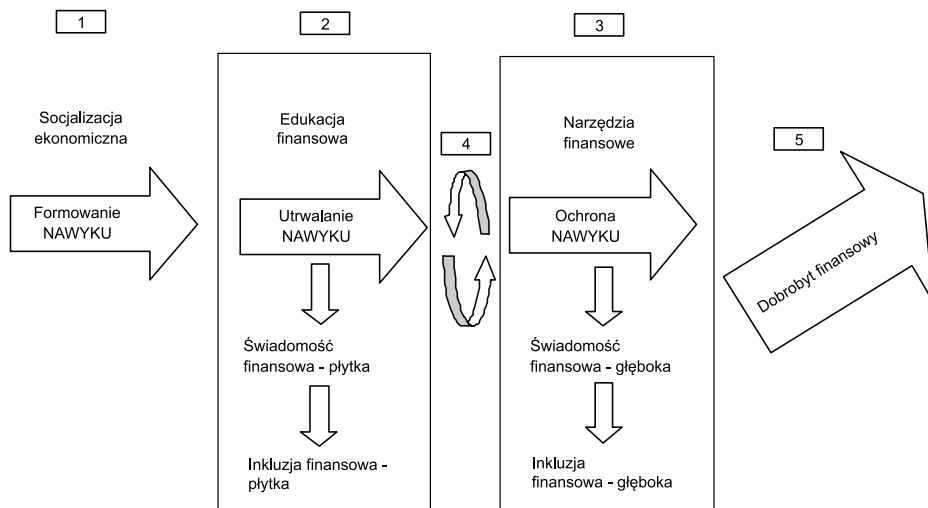 1
Socjalizacja
ekonomiczna
Formowanie
NAWYKU
2
Edukacja
finansowa
Utrwalanie
NAWYKU
Świadomość
finansowa - płytka
Inkluzja finansowa -
płytka
4
3
Narzędzia
finansowe
Ochrona
NAWYKU
Świadomość
finansowa - głęboka
Inkluzja
finansowa - głęboka
5
Dobrobyt finansowy